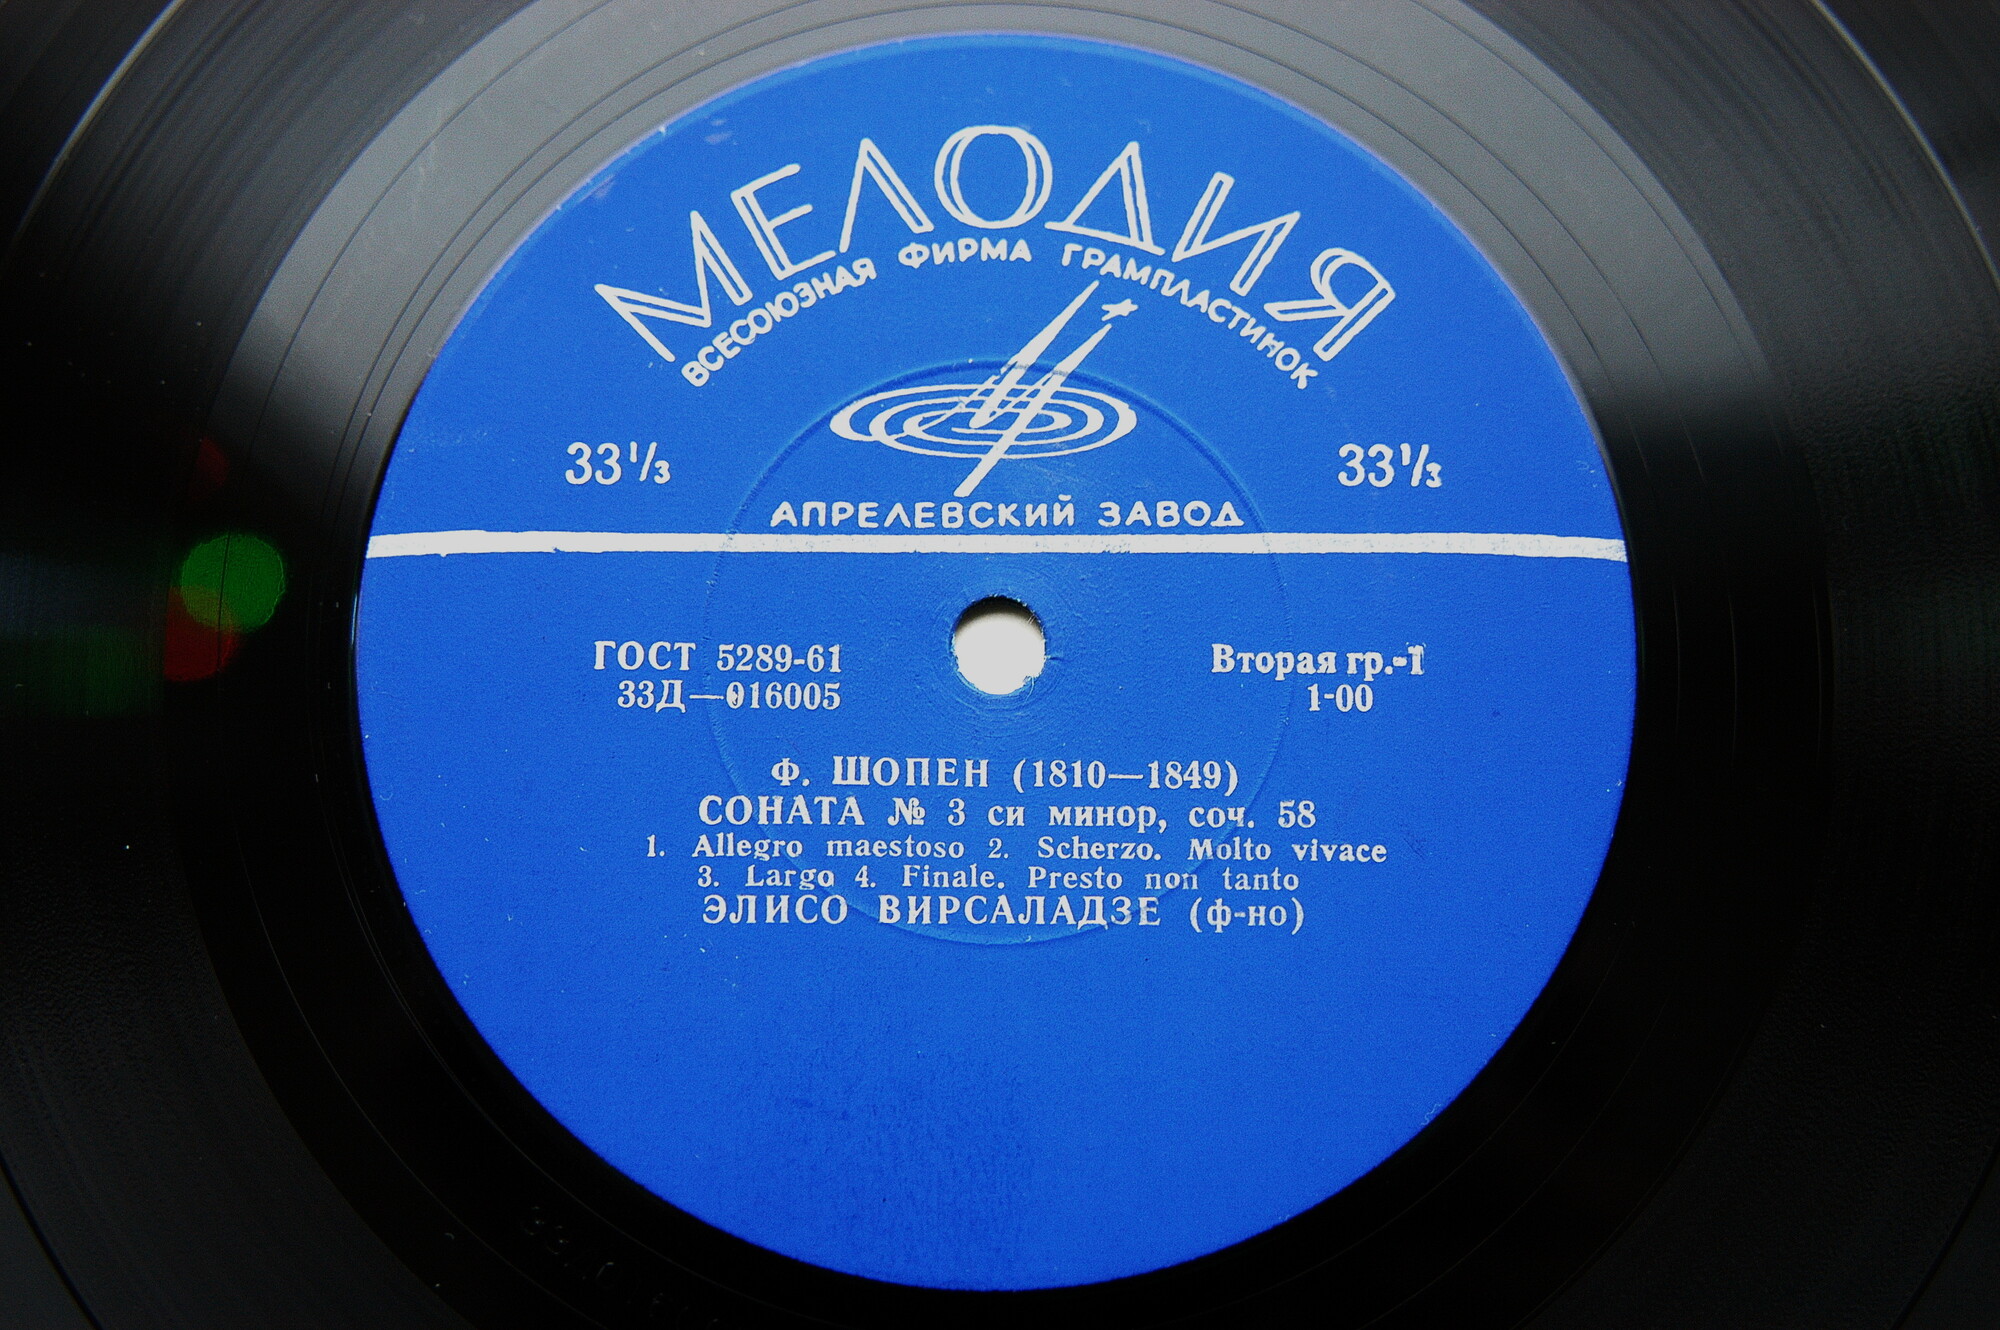 МЕЛОДИЯ
ВСЕСОЮЗНАЯ ФИРМА ГРАМПЛАСТИНОК
33⅓ 33⅓
АПРЕЛЕВСКИЙ ЗАВОД
ГОСТ 5289-61 Вторая гр.-1
33Д—016005 1-00
Ф. ШОПЕН (1810—1849)
СОНАТА № 3 си минор, соч. 58
1. Allegro maestoso 2. Scherzo. Molto vivace
3. Largo 4. Finale. Presto non tanto
ЭЛИСО ВИРСАЛАДЗЕ (ф-но)